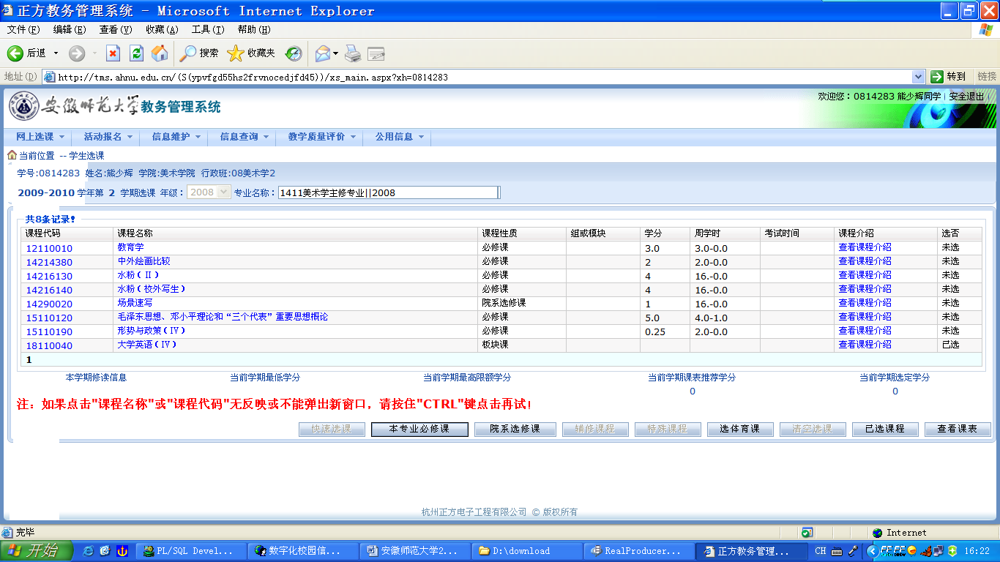 正方教务管理系统 - Microsoft Internet Explorer
文件(F) 编辑(E) 查看(V) 收藏(A) 工具(T) 帮助(H)
后退 搜索 收藏夹
地址(D) http://tms.ahnu.edu.cn/(S(ypvfgd55hs2frvnocedjfd45))/xs_main.aspx?xh=0814283 转到 链接
安徽师范大学教务管理系统 欢迎您：0814283 熊少辉同学 | 安全退出 |
网上选课 活动报名 信息维护 信息查询 教学质量评价 公用信息
当前位置 -- 学生选课
学号:0814283 姓名:熊少辉 学院:美术学院 行政班:08美术学2
2009-2010 学年第 2 学期选课 年级： 2008 专业名称： 1411美术学主修专业||2008
共8条记录!
课程代码 课程名称 课程性质 组或模块 学分 周学时 考试时间 课程介绍 选否
12110010 教育学 必修课 3.0 3.0-0.0 查看课程介绍 未选
14214380 中外绘画比较 必修课 2 2.0-0.0 查看课程介绍 未选
14216130 水粉（Ⅱ） 必修课 4 16.-0.0 查看课程介绍 未选
14216140 水粉（校外写生） 必修课 4 16.-0.0 查看课程介绍 未选
14290020 场景速写 院系选修课 1 16.-0.0 查看课程介绍 未选
15110120 毛泽东思想、邓小平理论和“三个代表”重要思想概论 必修课 5.0 4.0-1.0 查看课程介绍 未选
15110190 形势与政策（Ⅳ） 必修课 0.25 2.0-0.0 查看课程介绍 未选
18110040 大学英语（Ⅳ） 板块课 查看课程介绍 已选
1
本学期修读信息 当前学期最低学分 当前学期最高限额学分 当前学期课表推荐学分 当前学期选定学分
0 0
注：如果点击"课程名称"或"课程代码"无反映或不能弹出新窗口，请按住"CTRL"键点击再试！
快速选课 本专业必修课 院系选修课 辅修课程 特殊课程 选体育课 清空选课 已选课程 查看课表
杭州正方电子工程有限公司 © 版权所有
完毕 Internet
开始 PL/SQL Devel... 数字化校园信... 安徽师范大学2... D:\download RealProducer... 正方教务管理... CH 16:22